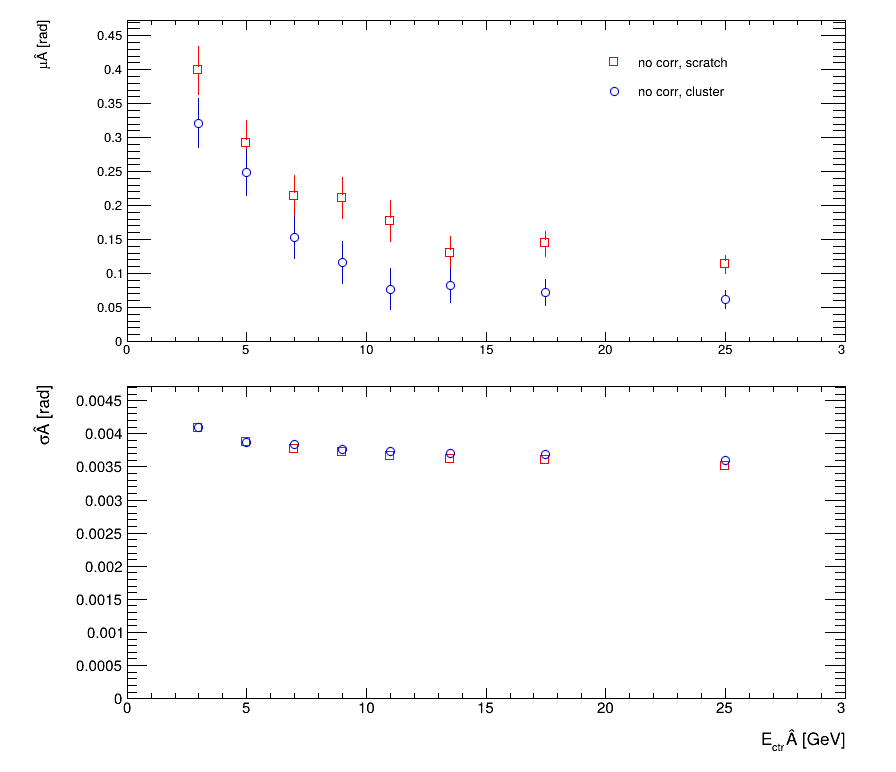 μÂ [rad]
0.45
0.4
0.35
0.3
0.25
0.2
0.15
0.1
0.05
0
no corr, scratch
no corr, cluster
0 5 10 15 20 25 3
σÂ [rad]
0.0045
0.004
0.0035
0.003
0.0025
0.002
0.0015
0.001
0.0005
0
0 5 10 15 20 25 3
E_ctr Â [GeV]